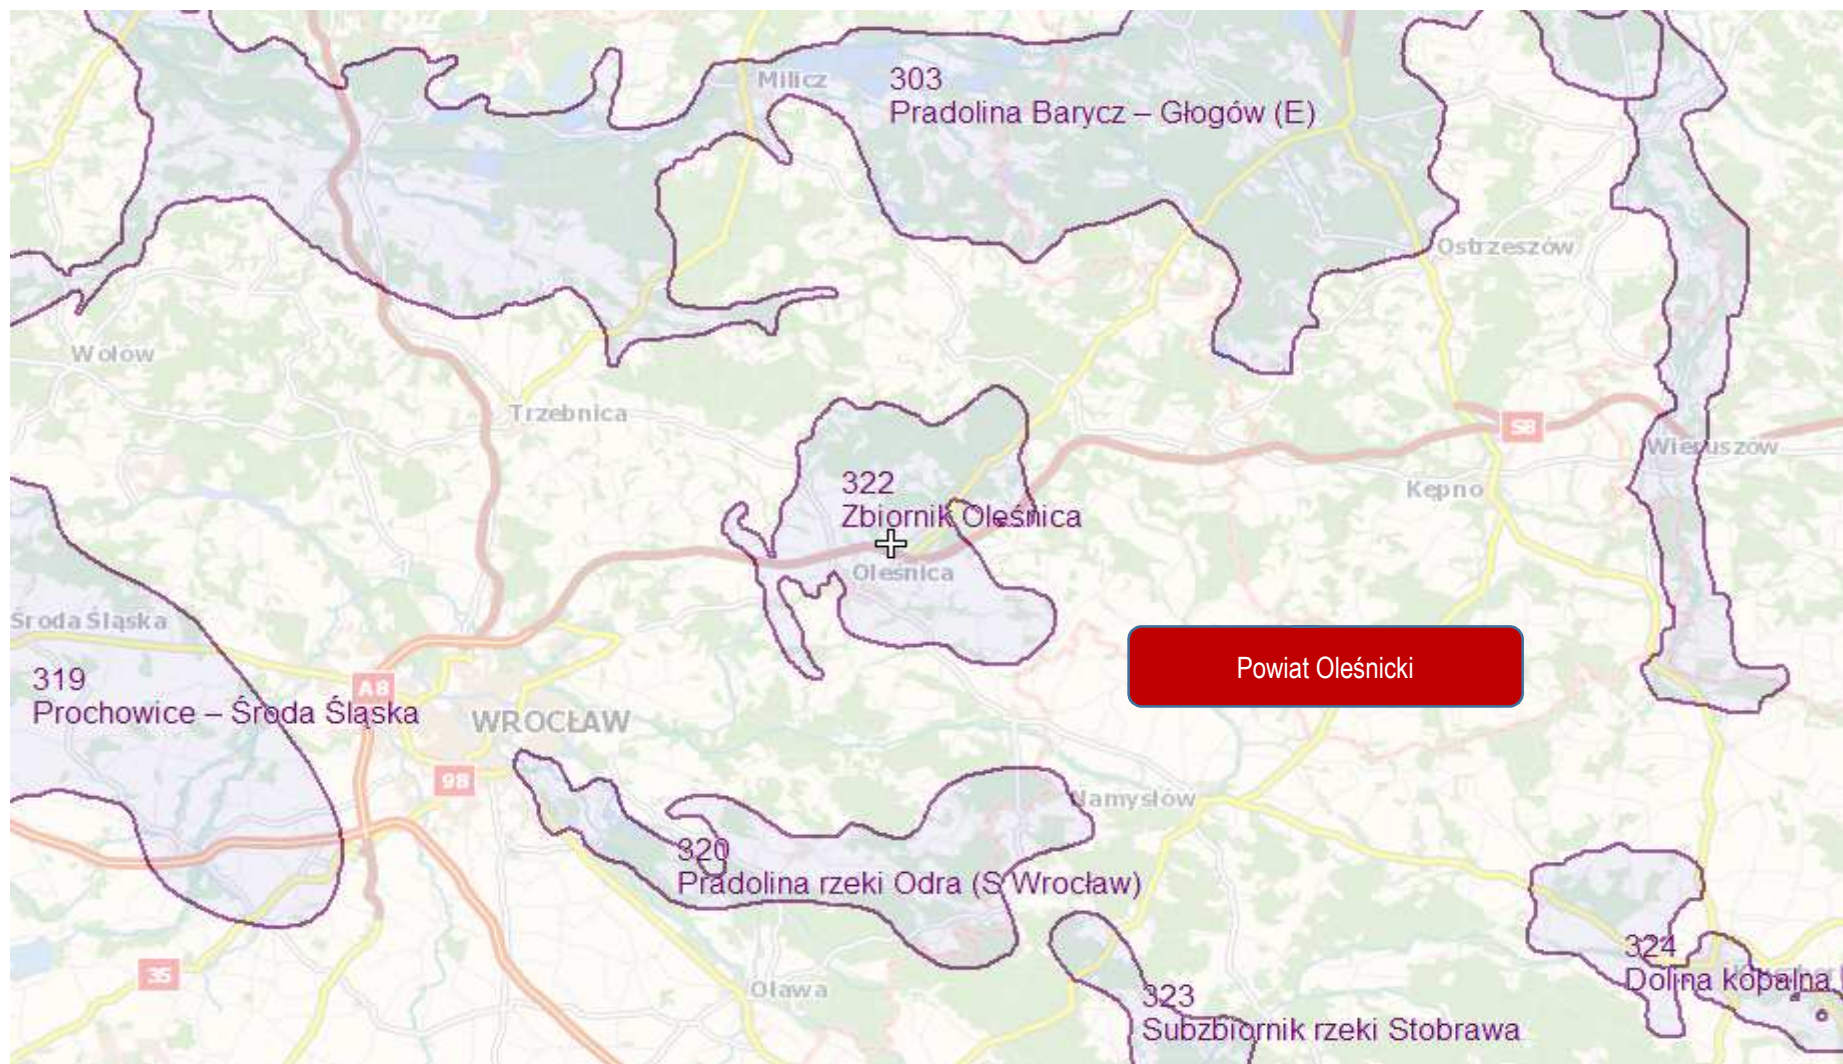 Milicz
303
Pradolina Barycz – Głogów (E)
Ostrzeszów
Wołów
Trzebnica
S8
Wieruszów
322
Zbiornik Oleśnica
Kępno
Oleśnica
Środa Śląska
Powiat Oleśnicki
319
Prochowice – Środa Śląska
A8
WROCŁAW
98
Namysłów
320
Pradolina rzeki Odra (S Wrocław)
324
Dolina kopalna
35
Oława
323
Subzbiornik rzeki Stobrawa